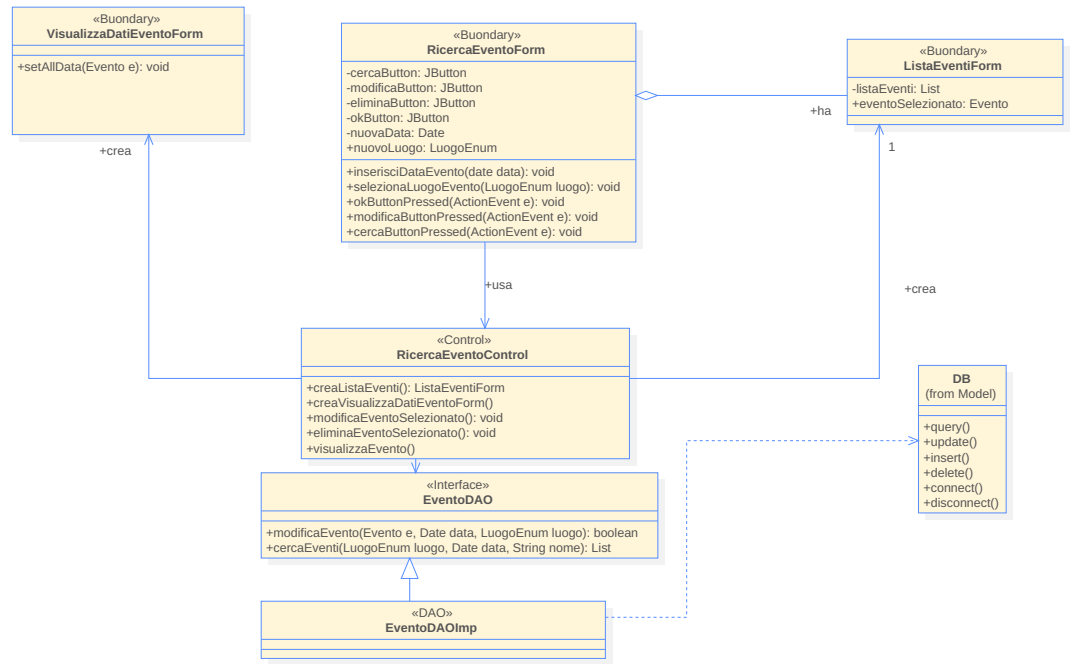 «Buondary»
VisualizzaDatiEventoForm
+setAllData(Evento e): void
«Buondary»
RicercaEventoForm
-cercaButton: JButton
-modificaButton: JButton
-eliminaButton: JButton
-okButton: JButton
-nuovaData: Date
+nuovoLuogo: LuogoEnum
+inserisciDataEvento(date data): void
+selezionaLuogoEvento(LuogoEnum luogo): void
+okButtonPressed(ActionEvent e): void
+modificaButtonPressed(ActionEvent e): void
+cercaButtonPressed(ActionEvent e): void
«Buondary»
ListaEventiForm
-listaEventi: List
+eventoSelezionato: Evento
+ha
+crea
1
+usa
+crea
«Control»
RicercaEventoControl
+creaListaEventi(): ListaEventiForm
+creaVisualizzaDatiEventoForm()
+modificaEventoSelezionato(): void
+eliminaEventoSelezionato(): void
+visualizzaEvento()
DB
(from Model)
+query()
+update()
+insert()
+delete()
+connect()
+disconnect()
«Interface»
EventoDAO
+modificaEvento(Evento e, Date data, LuogoEnum luogo): boolean
+cercaEventi(LuogoEnum luogo, Date data, String nome): List
«DAO»
EventoDAOImp